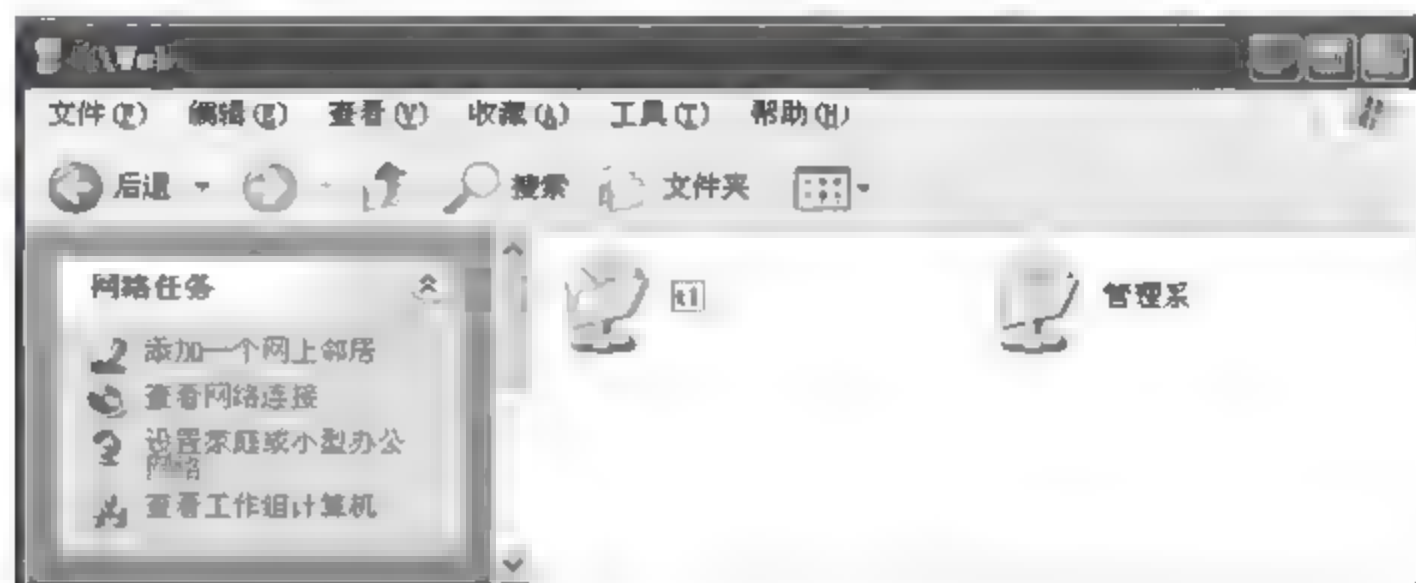 文件(F) 编辑(E) 查看(V) 收藏(A) 工具(T) 帮助(H)
后退 搜索 文件夹
网络任务
添加一个网上邻居
查看网络连接
设置家庭或小型办公
网络
查看工作组计算机
t1
管理系